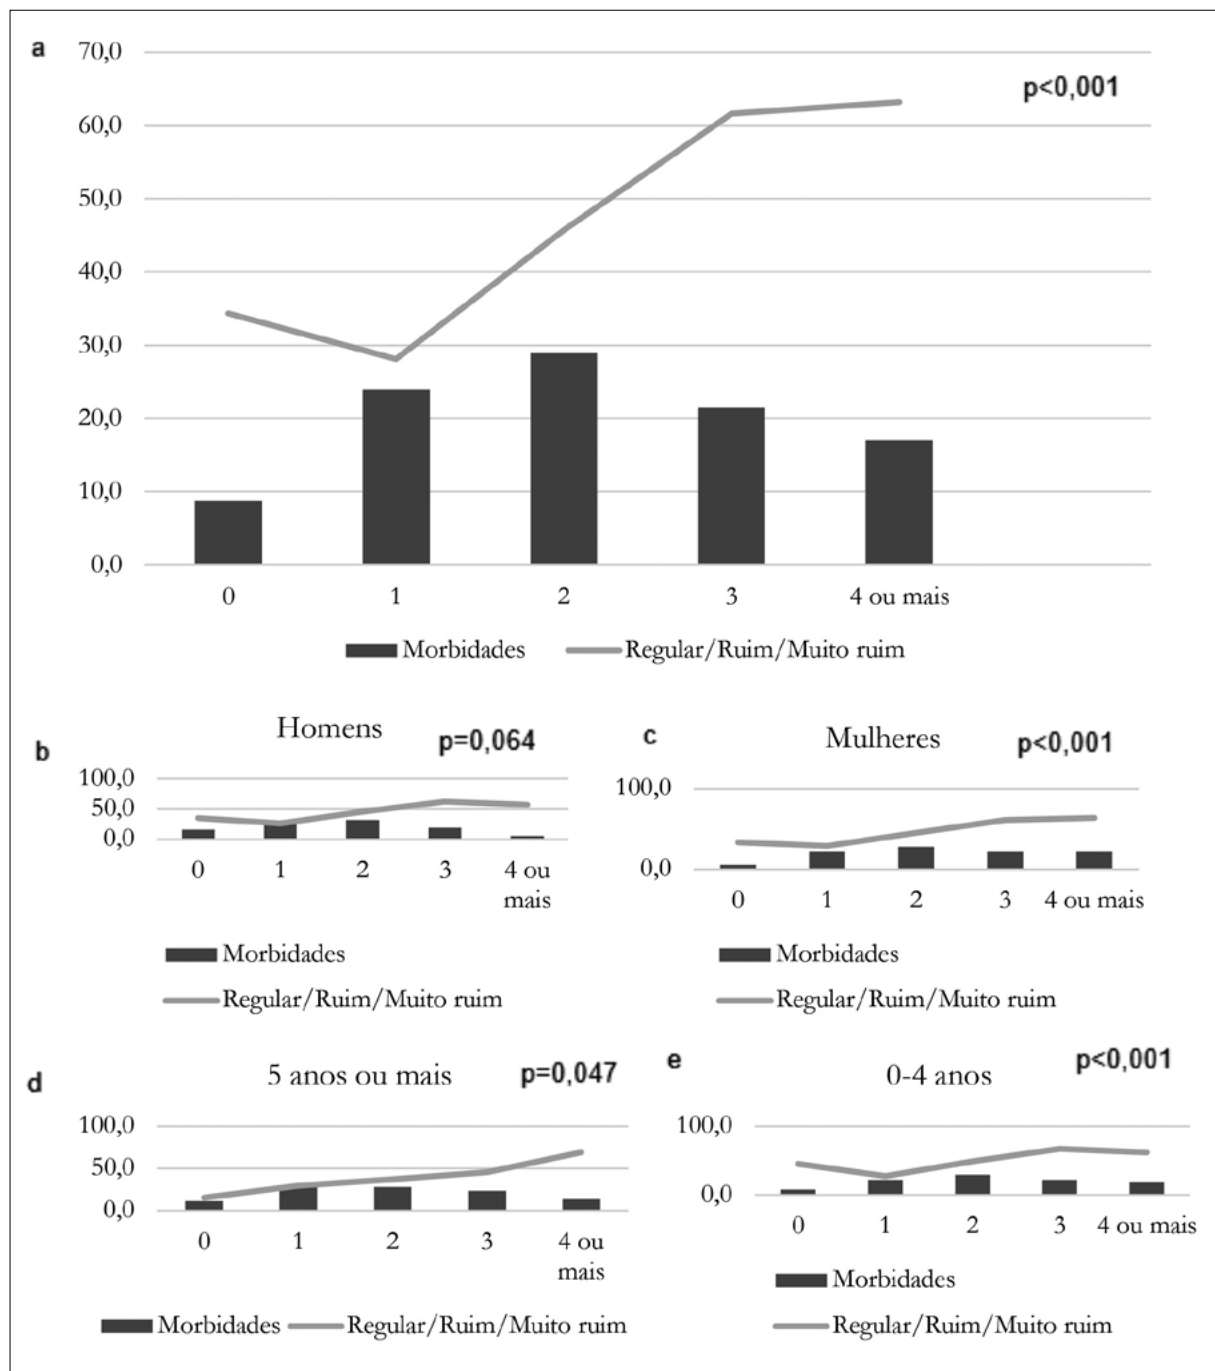 a
70,0
p<0,001
60,0
50,0
40,0
30,0
20,0
10,0
0,0
0 1 2 3 4 ou mais
Morbidades Regular/Ruim/Muito ruim
b
Homens
p=0,064
100,0
50,0
0,0
0 1 2 3 4 ou
mais
Morbidades
Regular/Ruim/Muito ruim
c
Mulheres
p<0,001
100,0
0,0
0 1 2 3 4 ou mais
Morbidades
Regular/Ruim/Muito ruim
d
5 anos ou mais
p=0,047
100,0
50,0
0,0
0 1 2 3 4 ou
mais
Morbidades Regular/Ruim/Muito ruim
e
0-4 anos
p<0,001
100,0
0,0
0 1 2 3 4 ou mais
Morbidades
Regular/Ruim/Muito ruim